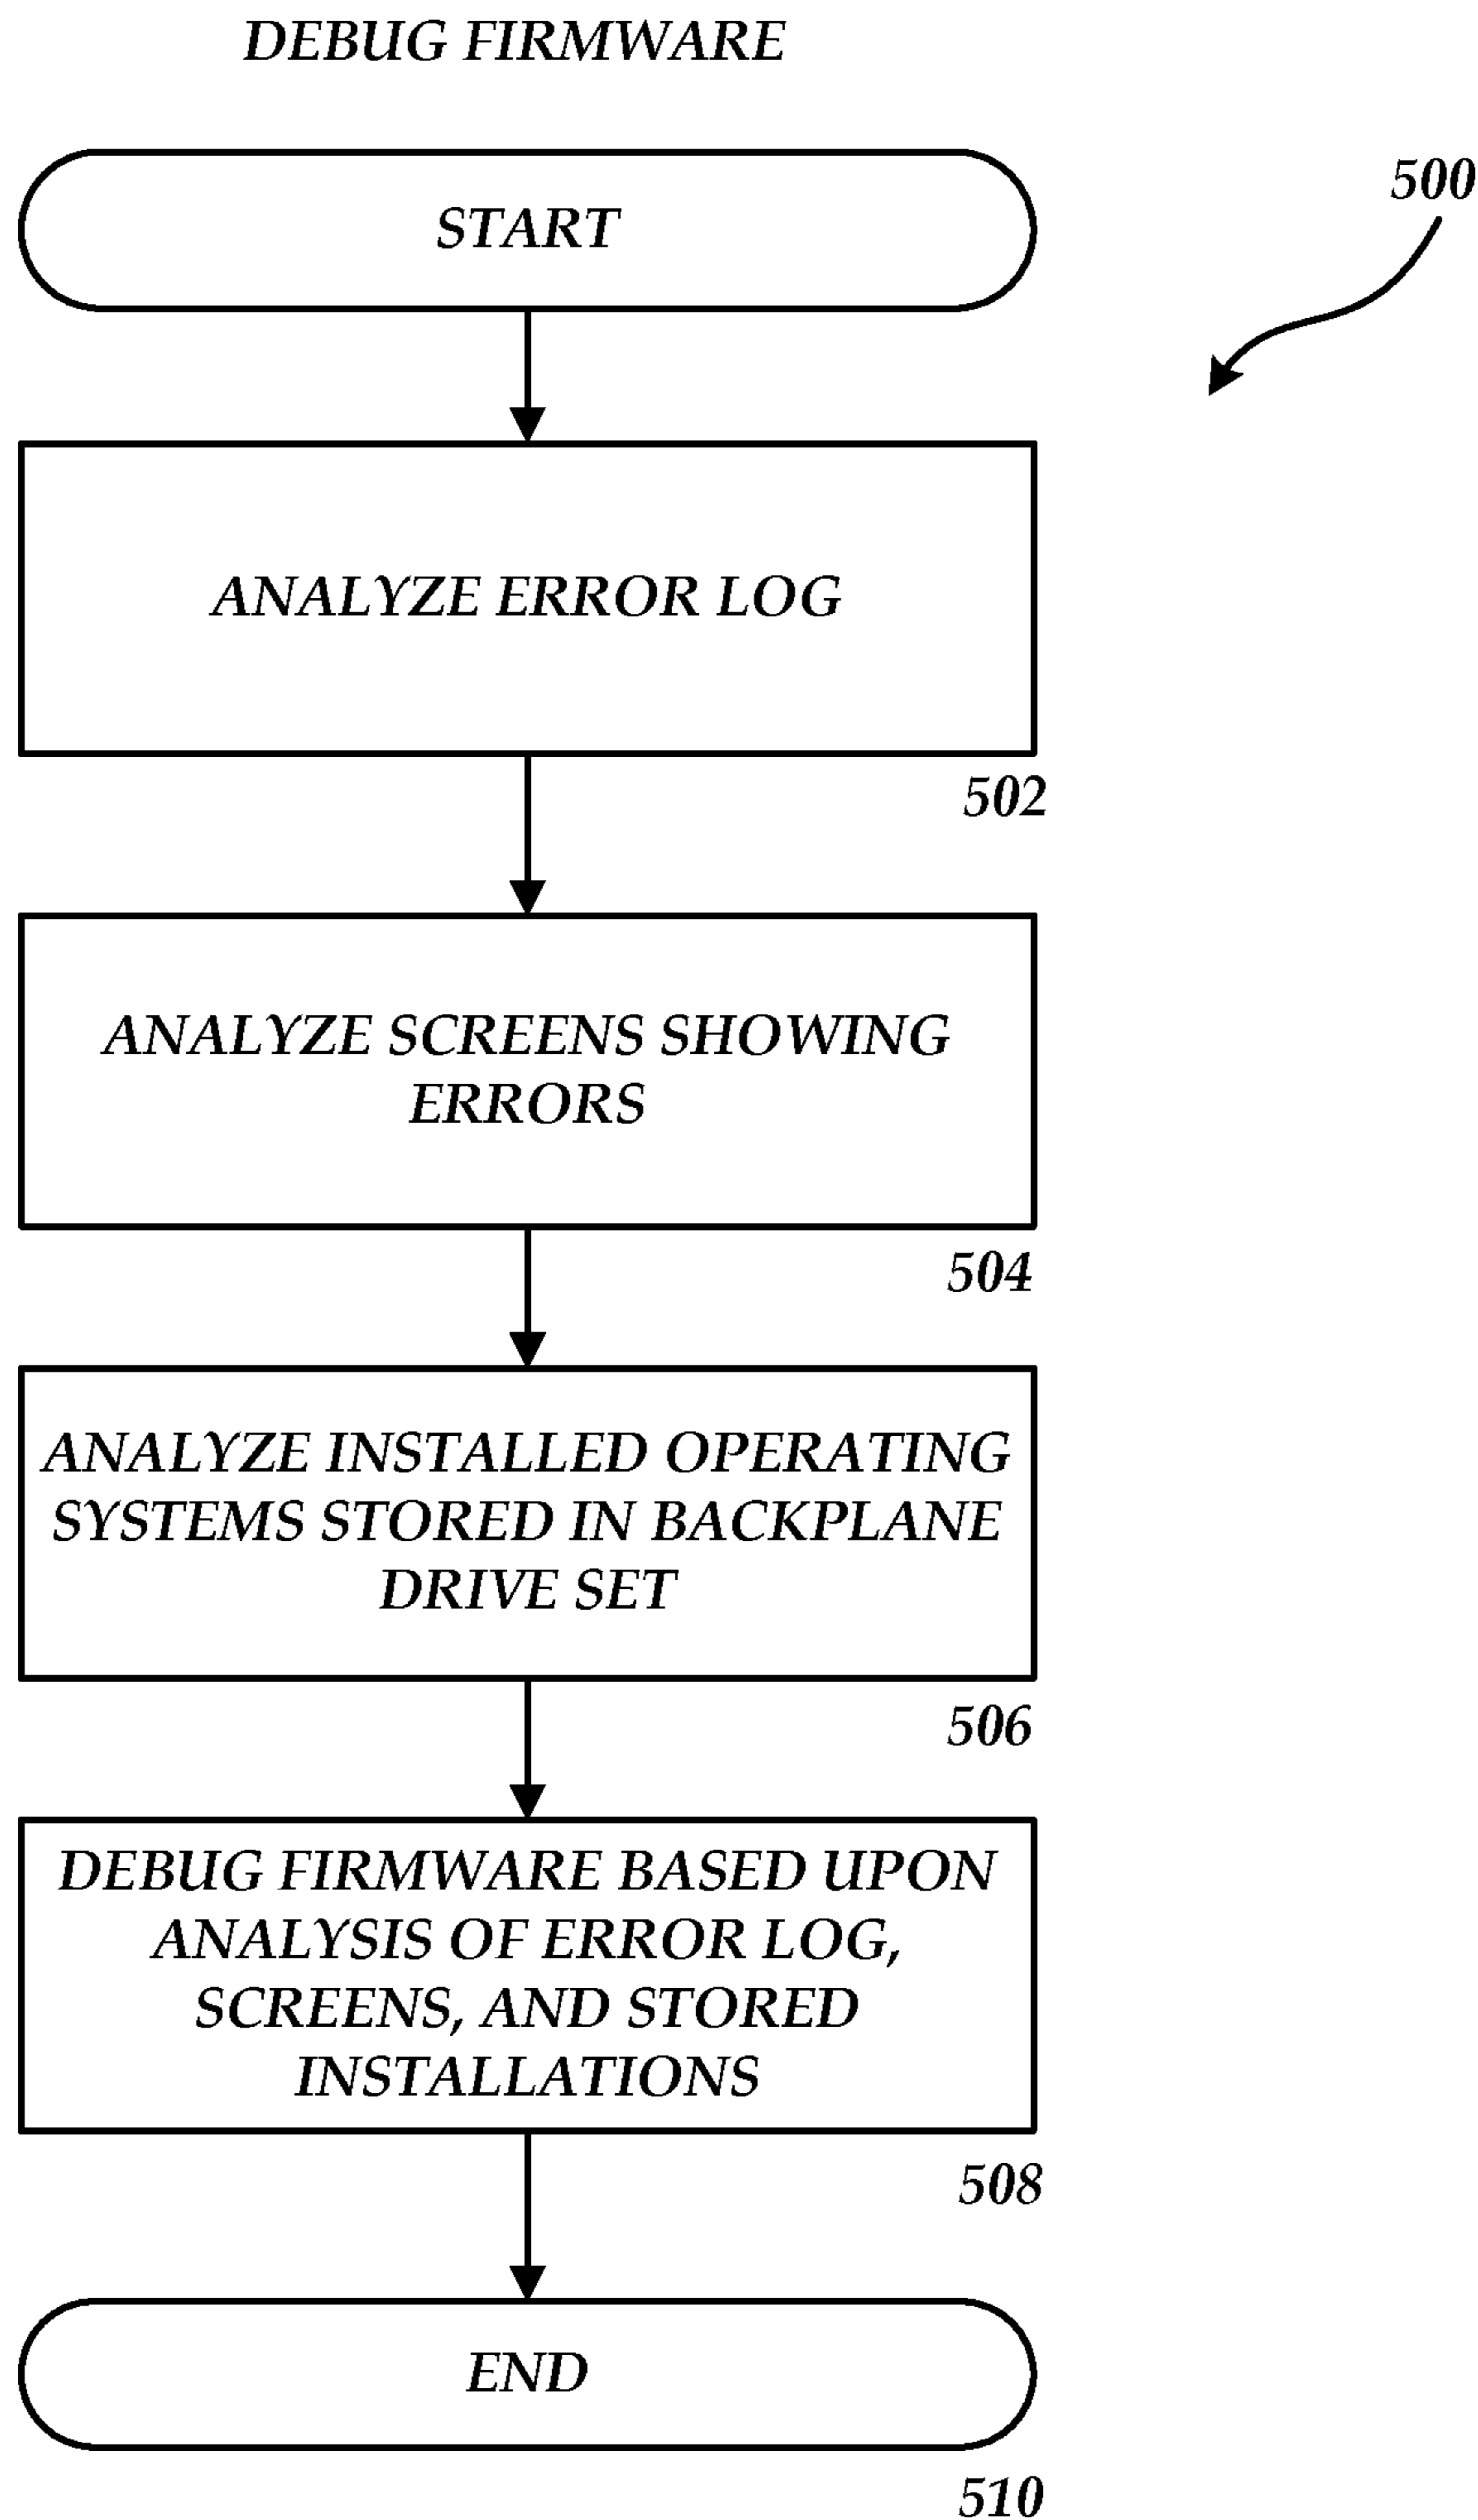 DEBUG FIRMWARE
START
500
ANALYZE ERROR LOG
502
ANALYZE SCREENS SHOWING
ERRORS
504
ANALYZE INSTALLED OPERATING
SYSTEMS STORED IN BACKPLANE
DRIVE SET
506
DEBUG FIRMWARE BASED UPON
ANALYSIS OF ERROR LOG,
SCREENS, AND STORED
INSTALLATIONS
508
END
510